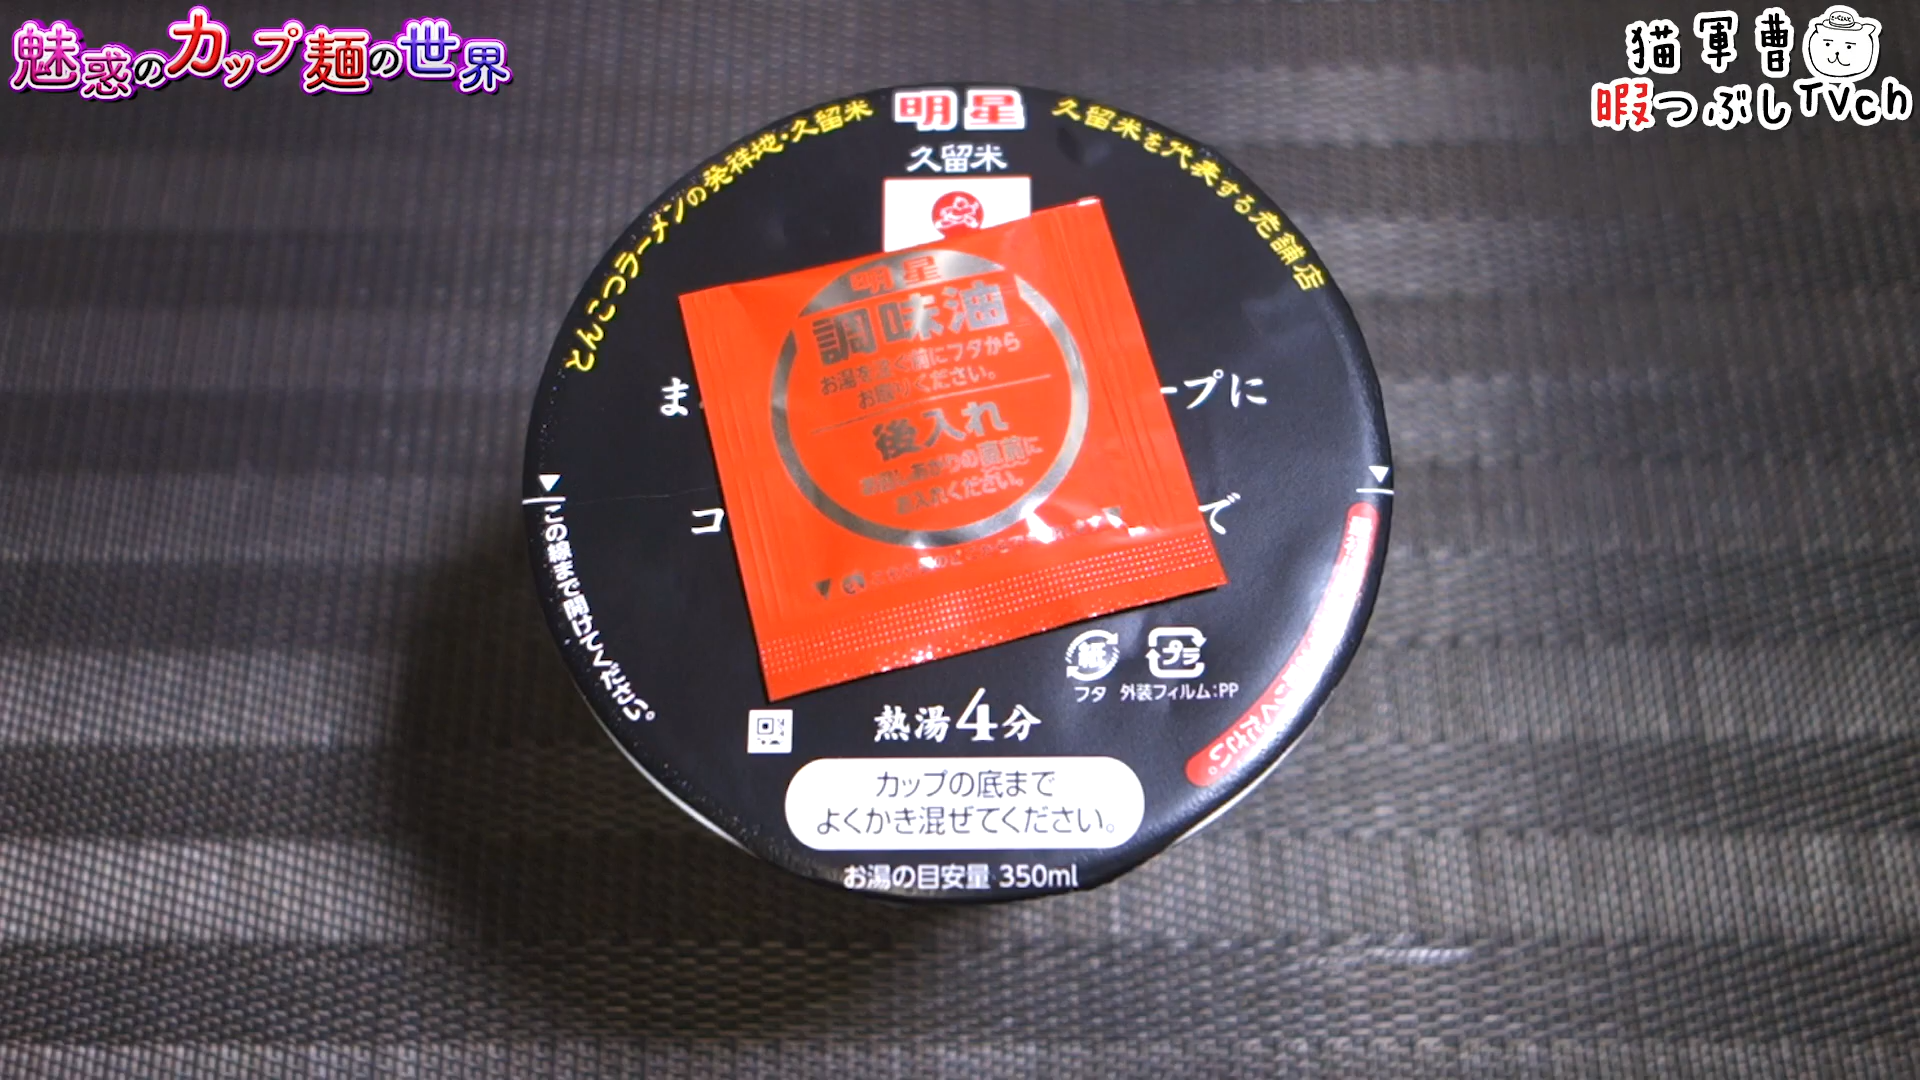 魅惑のカップ麺の世界
猫軍曹
暇つぶしTVch
とんこつラーメンの発祥地・久留米
明星
久留米を代表する老舗店
久留米
明星
調味油
お湯を注ぐ前にフタから
お取りください。
後入れ
お召しあがりの直前に
お入れください。
ま
ープに
コ
で
この線まで開けてください。
紙
プラ
フタ
外装フィルム:PP
熱湯4分
カップの底まで
よくかき混ぜてください。
お湯の目安量 350ml